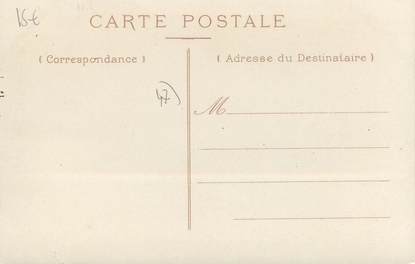 15€
CARTE POSTALE
( Correspondance )
( Adresse du Destinataire )
47)
M